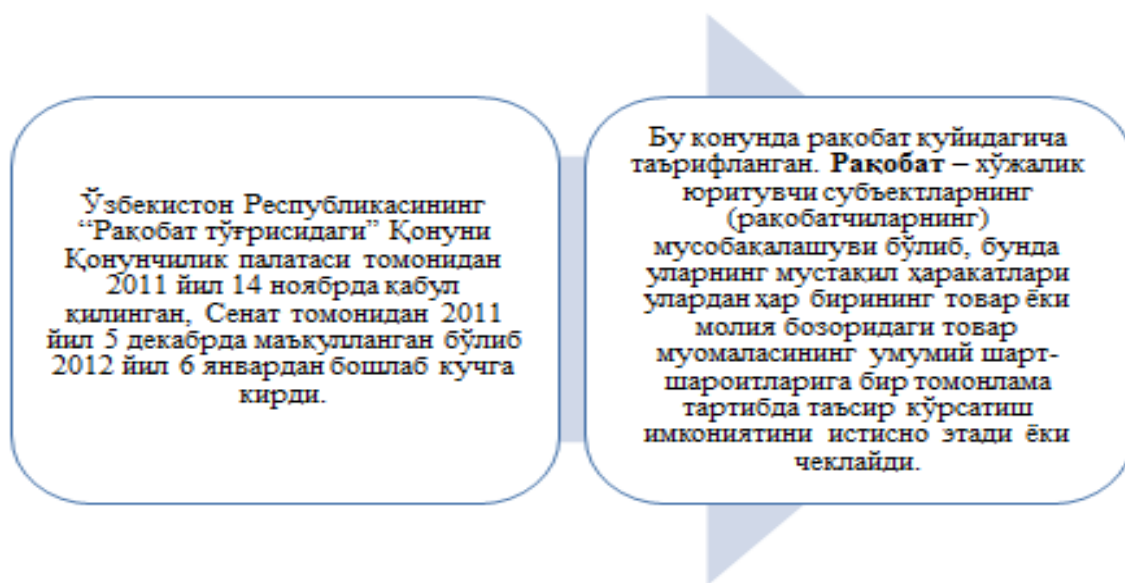 Ўзбекистон Республикасининг
“Рақобат тўғрисидаги” Қонуни
Қонунчилик палатаси томонидан
2011 йил 14 ноябрда қабул
қилинган, Сенат томонидан 2011
йил 5 декабрда маъқулланган бўлиб
2012 йил 6 январдан бошлаб кучга
кирди.
Бу қонунда рақобат қуйидагича
таърифланган. Рақобат – хўжалик
юритувчи субъектларнинг
(рақобатчиларнинг)
мусобақалашуви бўлиб, бунда
уларнинг мустақил ҳаракатлари
улардан ҳар бирининг товар ёки
молия бозоридаги товар
муомаласининг умумий шарт-
шароитларига бир томонлама
тартибда таъсир кўрсатиш
имкониятини истисно этади ёки
чеклайди.